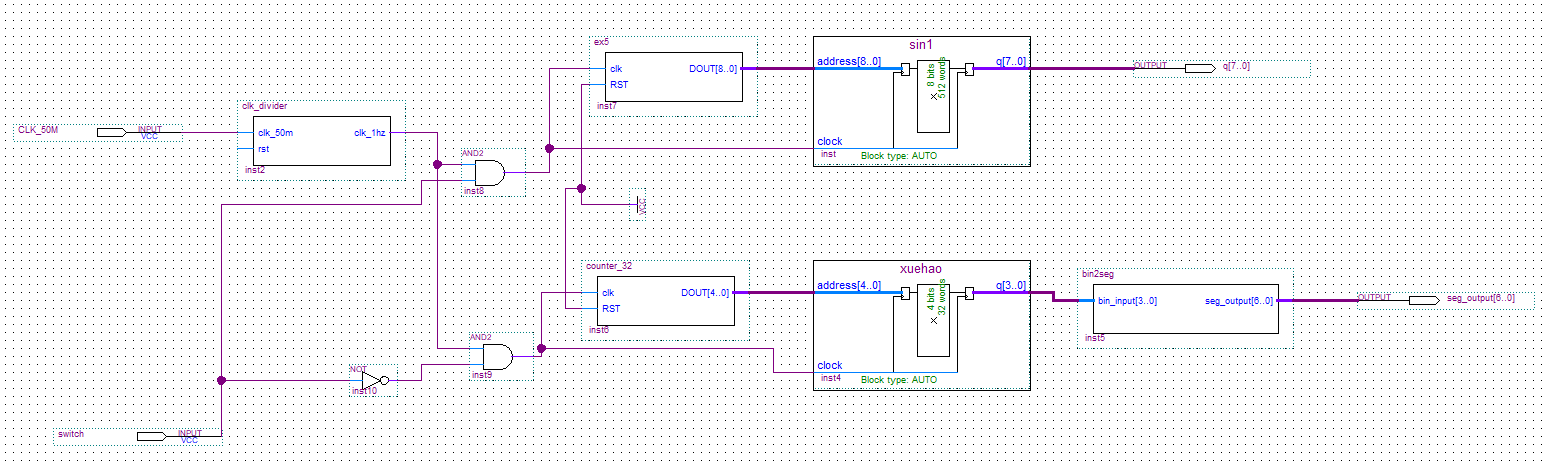 CLK_50M
INPUT
VCC
clk_divider
clk_50m
clk_1hz
rst
inst2
AND2
inst8
ex5
clk
DOUT[8..0]
RST
inst7
sin1
address[8..0]
q[7..0]
8 bits
512 words
clock
inst
Block type: AUTO
OUTPUT
q[7..0]
VCC
counter_32
clk
DOUT[4..0]
RST
inst6
xuehao
address[4..0]
q[3..0]
4 bits
32 words
clock
inst4
Block type: AUTO
bin2seg
bin_input[3..0]
seg_output[6..0]
inst5
OUTPUT
seg_output[6..0]
AND2
inst9
NOT
inst10
switch
INPUT
VCC